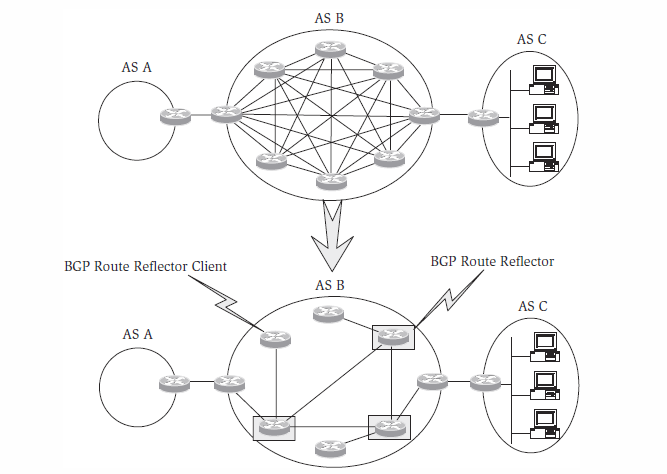 AS B
AS C
AS A
BGP Route Reflector Client
BGP Route Reflector
AS B
AS C
AS A